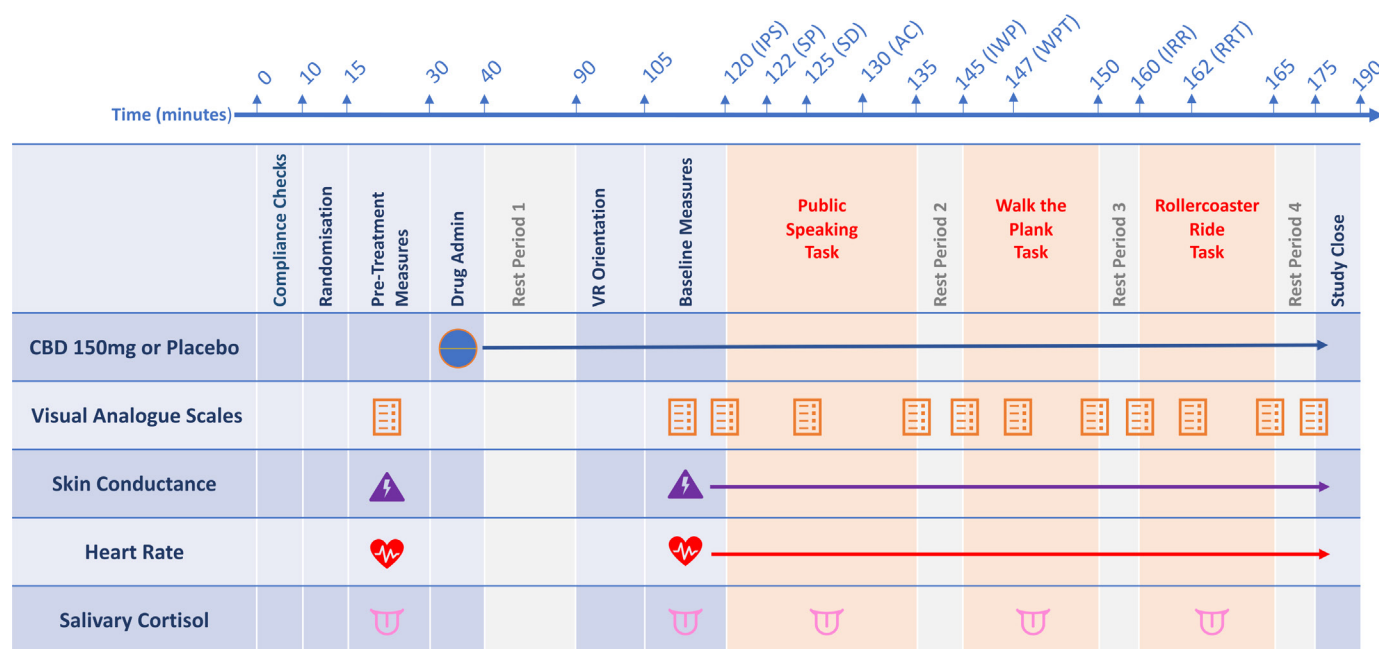 0
10
15
30
40
90
105
120 (IPS)
122 (SP)
125 (SD)
130 (AC)
135
145 (IWP)
147 (WPT)
150
160 (IRR)
162 (RRT)
165
175
190
Time (minutes)
Compliance Checks
Randomisation
Pre-Treatment
Measures
Drug Admin
Rest Period 1
VR Orientation
Baseline Measures
Public
Speaking
Task
Rest Period 2
Walk the
Plank
Task
Rest Period 3
Rollercoaster
Ride
Task
Rest Period 4
Study Close
CBD 150mg or Placebo
Visual Analogue Scales
Skin Conductance
Heart Rate
Salivary Cortisol